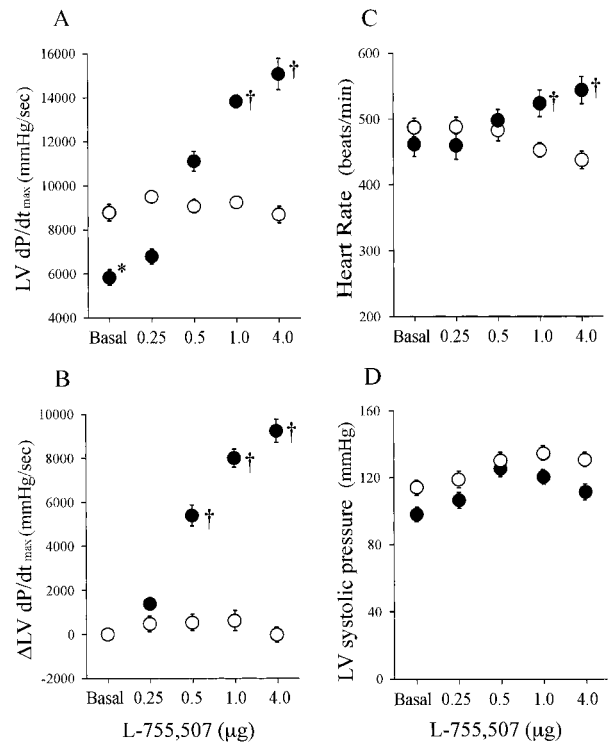 A
LV dP/dt max (mmHg/sec)
16000
14000
12000
10000
8000
6000
4000
†
†
*
Basal 0.25 0.5 1.0 4.0
B
ΔLV dP/dt max (mmHg/sec)
10000
8000
6000
4000
2000
0
-2000
†
†
†
Basal 0.25 0.5 1.0 4.0
L-755,507 (μg)
C
Heart Rate (beats/min)
600
500
400
300
200
†
†
Basal 0.25 0.5 1.0 4.0
D
LV systolic pressure (mmHg)
160
120
80
40
0
Basal 0.25 0.5 1.0 4.0
L-755,507 (μg)